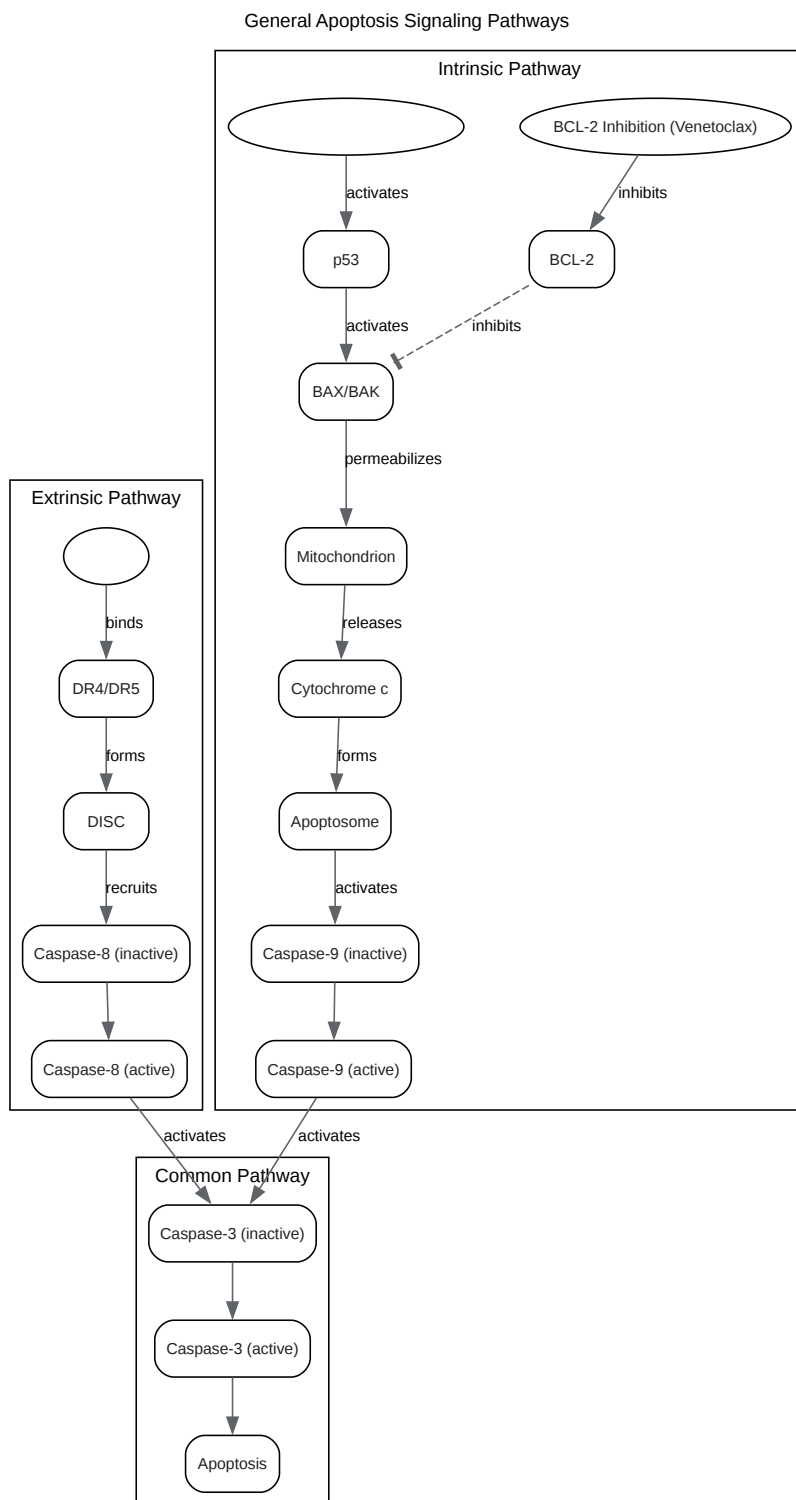 General Apoptosis Signaling Pathways
Intrinsic Pathway
BCL-2 Inhibition (Venetoclax)
activates
inhibits
p53
BCL-2
activates
inhibits
BAX/BAK
permeabilizes
Mitochondrion
releases
Cytochrome c
forms
Apoptosome
activates
Caspase-9 (inactive)
Caspase-9 (active)
activates
Extrinsic Pathway
binds
DR4/DR5
forms
DISC
recruits
Caspase-8 (inactive)
Caspase-8 (active)
activates
Common Pathway
Caspase-3 (inactive)
Caspase-3 (active)
Apoptosis